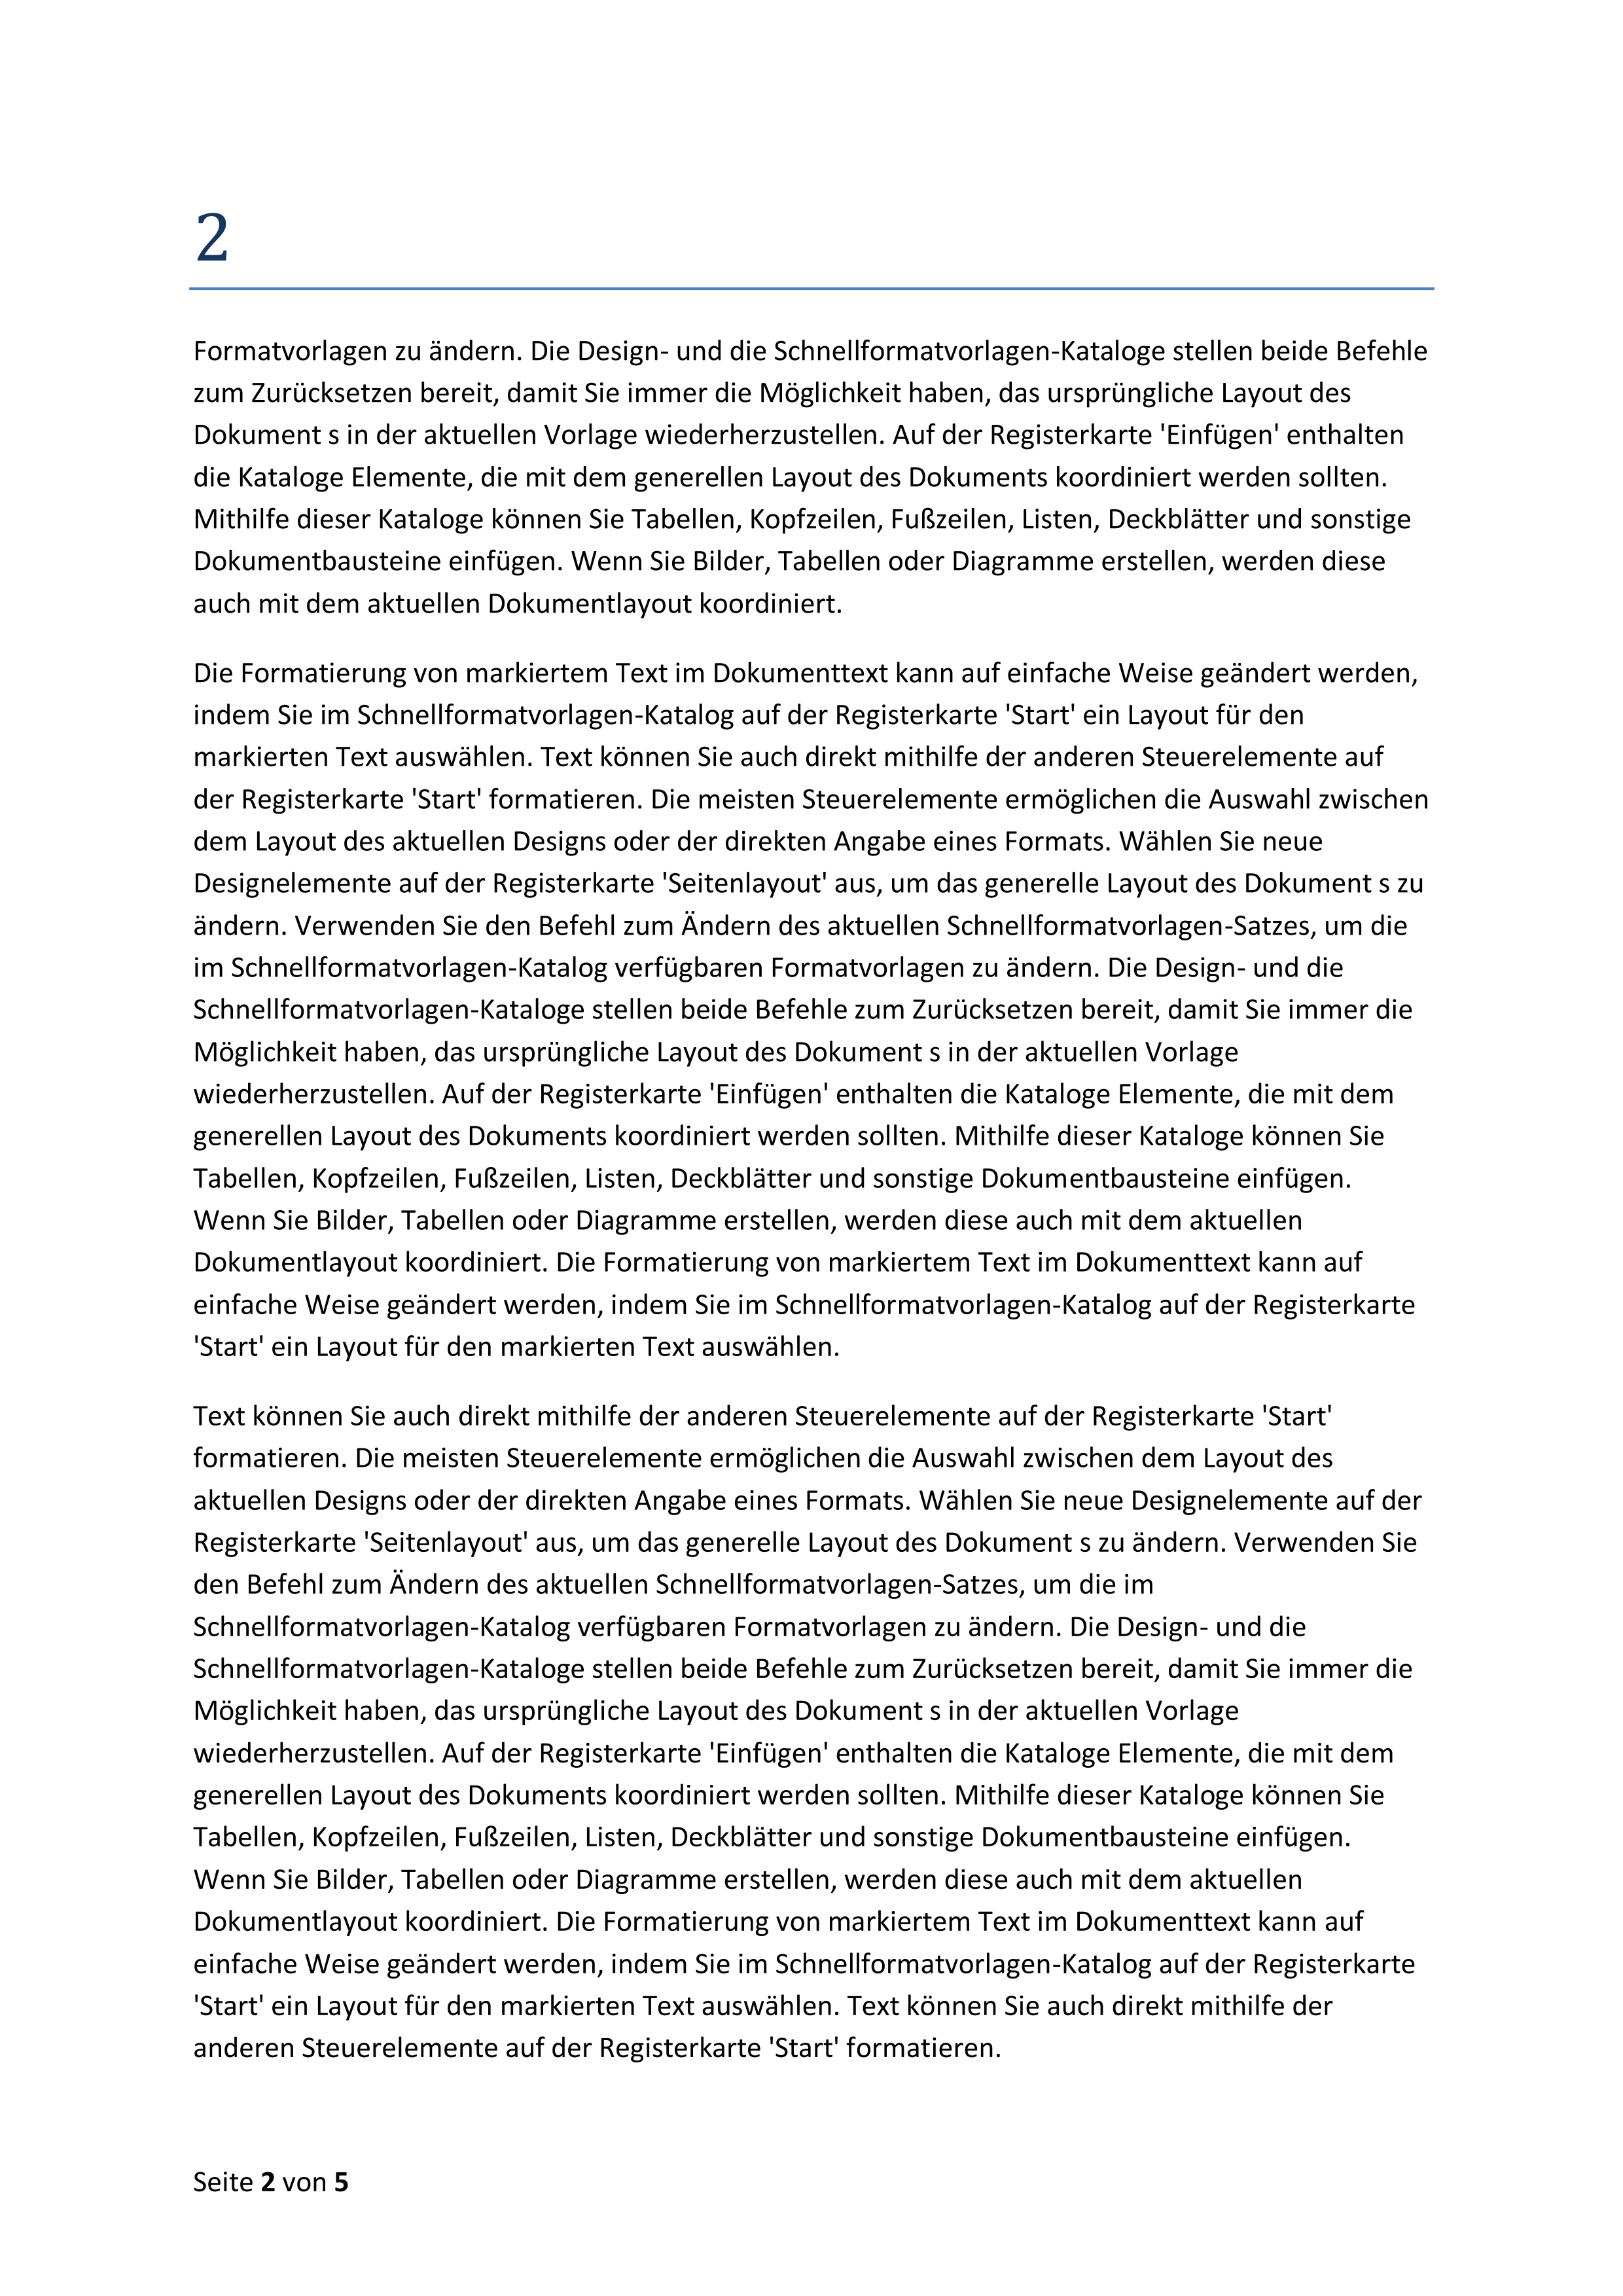 2
Formatvorlagen zu ändern. Die Design- und die Schnellformatvorlagen-Kataloge stellen beide Befehle
zum Zurücksetzen bereit, damit Sie immer die Möglichkeit haben, das ursprüngliche Layout des
Dokument s in der aktuellen Vorlage wiederherzustellen. Auf der Registerkarte 'Einfügen' enthalten
die Kataloge Elemente, die mit dem generellen Layout des Dokuments koordiniert werden sollten.
Mithilfe dieser Kataloge können Sie Tabellen, Kopfzeilen, Fußzeilen, Listen, Deckblätter und sonstige
Dokumentbausteine einfügen. Wenn Sie Bilder, Tabellen oder Diagramme erstellen, werden diese
auch mit dem aktuellen Dokumentlayout koordiniert.
Die Formatierung von markiertem Text im Dokumenttext kann auf einfache Weise geändert werden,
indem Sie im Schnellformatvorlagen-Katalog auf der Registerkarte 'Start' ein Layout für den
markierten Text auswählen. Text können Sie auch direkt mithilfe der anderen Steuerelemente auf
der Registerkarte 'Start' formatieren. Die meisten Steuerelemente ermöglichen die Auswahl zwischen
dem Layout des aktuellen Designs oder der direkten Angabe eines Formats. Wählen Sie neue
Designelemente auf der Registerkarte 'Seitenlayout' aus, um das generelle Layout des Dokument s zu
ändern. Verwenden Sie den Befehl zum Ändern des aktuellen Schnellformatvorlagen-Satzes, um die
im Schnellformatvorlagen-Katalog verfügbaren Formatvorlagen zu ändern. Die Design- und die
Schnellformatvorlagen-Kataloge stellen beide Befehle zum Zurücksetzen bereit, damit Sie immer die
Möglichkeit haben, das ursprüngliche Layout des Dokument s in der aktuellen Vorlage
wiederherzustellen. Auf der Registerkarte 'Einfügen' enthalten die Kataloge Elemente, die mit dem
generellen Layout des Dokuments koordiniert werden sollten. Mithilfe dieser Kataloge können Sie
Tabellen, Kopfzeilen, Fußzeilen, Listen, Deckblätter und sonstige Dokumentbausteine einfügen.
Wenn Sie Bilder, Tabellen oder Diagramme erstellen, werden diese auch mit dem aktuellen
Dokumentlayout koordiniert. Die Formatierung von markiertem Text im Dokumenttext kann auf
einfache Weise geändert werden, indem Sie im Schnellformatvorlagen-Katalog auf der Registerkarte
'Start' ein Layout für den markierten Text auswählen.
Text können Sie auch direkt mithilfe der anderen Steuerelemente auf der Registerkarte 'Start'
formatieren. Die meisten Steuerelemente ermöglichen die Auswahl zwischen dem Layout des
aktuellen Designs oder der direkten Angabe eines Formats. Wählen Sie neue Designelemente auf der
Registerkarte 'Seitenlayout' aus, um das generelle Layout des Dokument s zu ändern. Verwenden Sie
den Befehl zum Ändern des aktuellen Schnellformatvorlagen-Satzes, um die im
Schnellformatvorlagen-Katalog verfügbaren Formatvorlagen zu ändern. Die Design- und die
Schnellformatvorlagen-Kataloge stellen beide Befehle zum Zurücksetzen bereit, damit Sie immer die
Möglichkeit haben, das ursprüngliche Layout des Dokument s in der aktuellen Vorlage
wiederherzustellen. Auf der Registerkarte 'Einfügen' enthalten die Kataloge Elemente, die mit dem
generellen Layout des Dokuments koordiniert werden sollten. Mithilfe dieser Kataloge können Sie
Tabellen, Kopfzeilen, Fußzeilen, Listen, Deckblätter und sonstige Dokumentbausteine einfügen.
Wenn Sie Bilder, Tabellen oder Diagramme erstellen, werden diese auch mit dem aktuellen
Dokumentlayout koordiniert. Die Formatierung von markiertem Text im Dokumenttext kann auf
einfache Weise geändert werden, indem Sie im Schnellformatvorlagen-Katalog auf der Registerkarte
'Start' ein Layout für den markierten Text auswählen. Text können Sie auch direkt mithilfe der
anderen Steuerelemente auf der Registerkarte 'Start' formatieren.
Seite 2 von 5